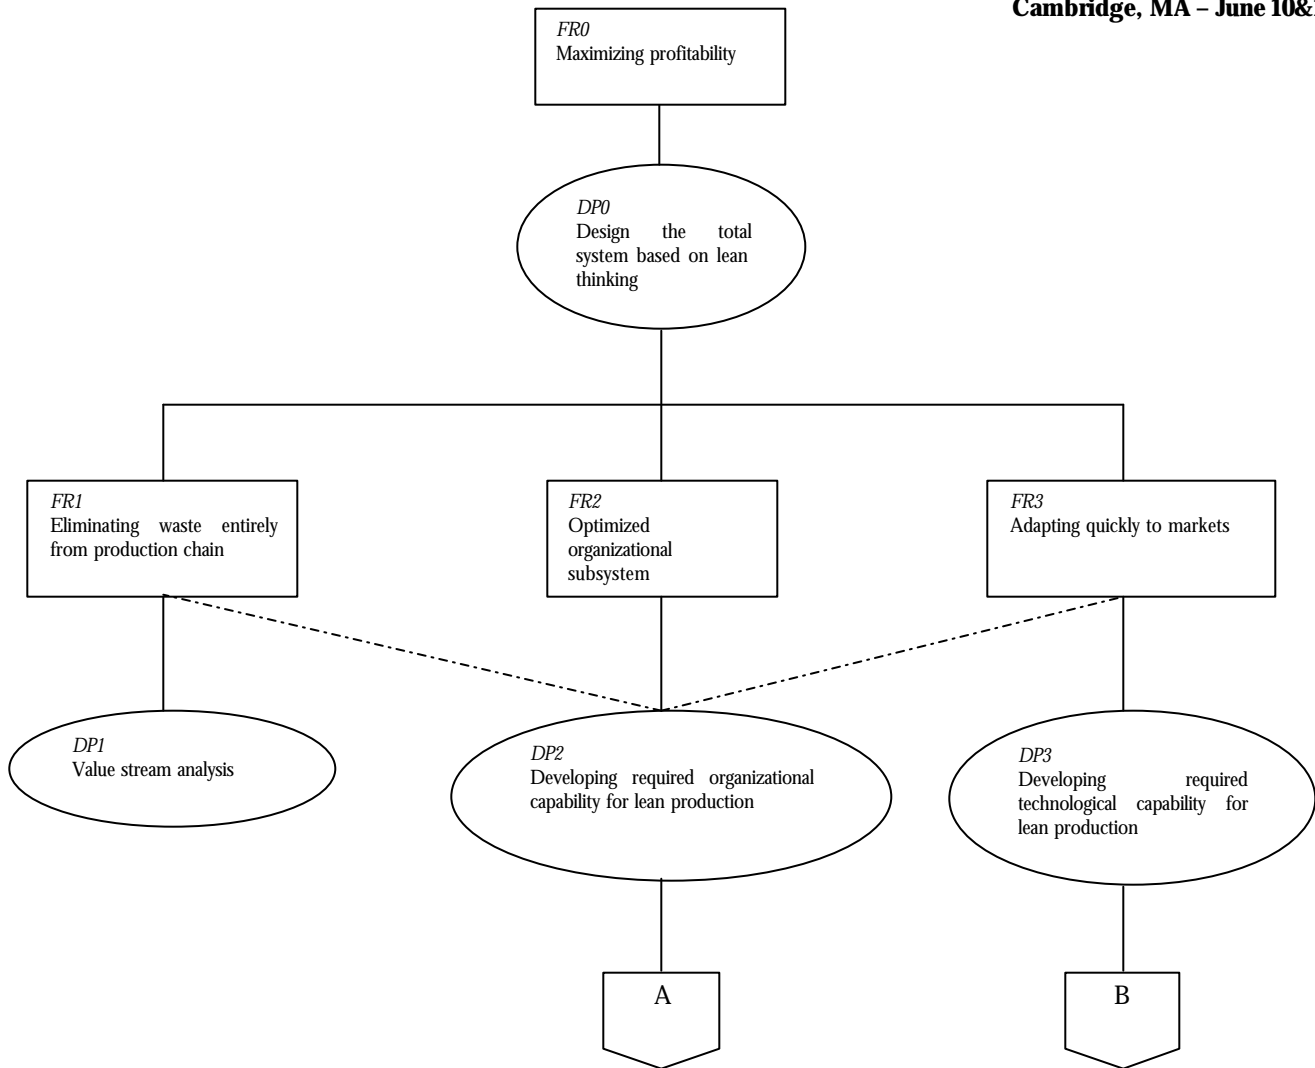 Cambridge, MA – June 10&
FR0
Maximizing profitability
DP0
Design the total
system based on lean
thinking
FR1
Eliminating waste entirely
from production chain
FR2
Optimized
organizational
subsystem
FR3
Adapting quickly to markets
DP1
Value stream analysis
DP2
Developing required organizational
capability for lean production
DP3
Developing required
technological capability for
lean production
A
B